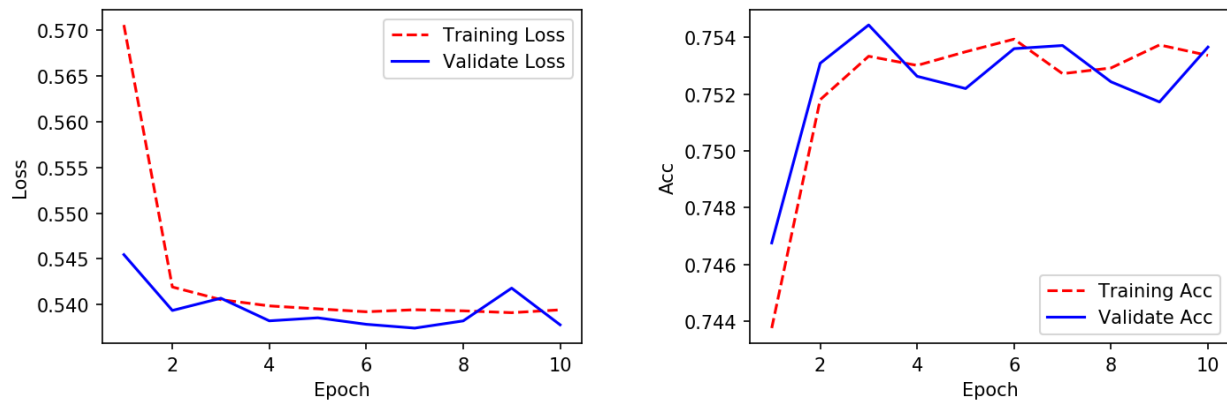 0.570
0.565
0.560
0.555
0.550
0.545
0.540
Loss
2 4 6 8 10
Epoch
Training Loss
Validate Loss
0.754
0.752
0.750
0.748
0.746
0.744
Acc
2 4 6 8 10
Epoch
Training Acc
Validate Acc